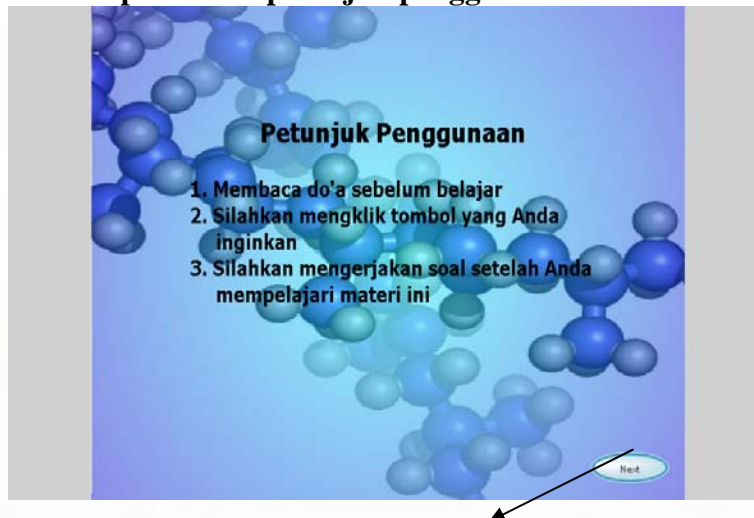 Petunjuk Penggunaan
1. Membaca do'a sebelum belajar
2. Silahkan mengklik tombol yang Anda
inginkan
3. Silahkan mengerjakan soal setelah Anda
mempelajari materi ini
Next